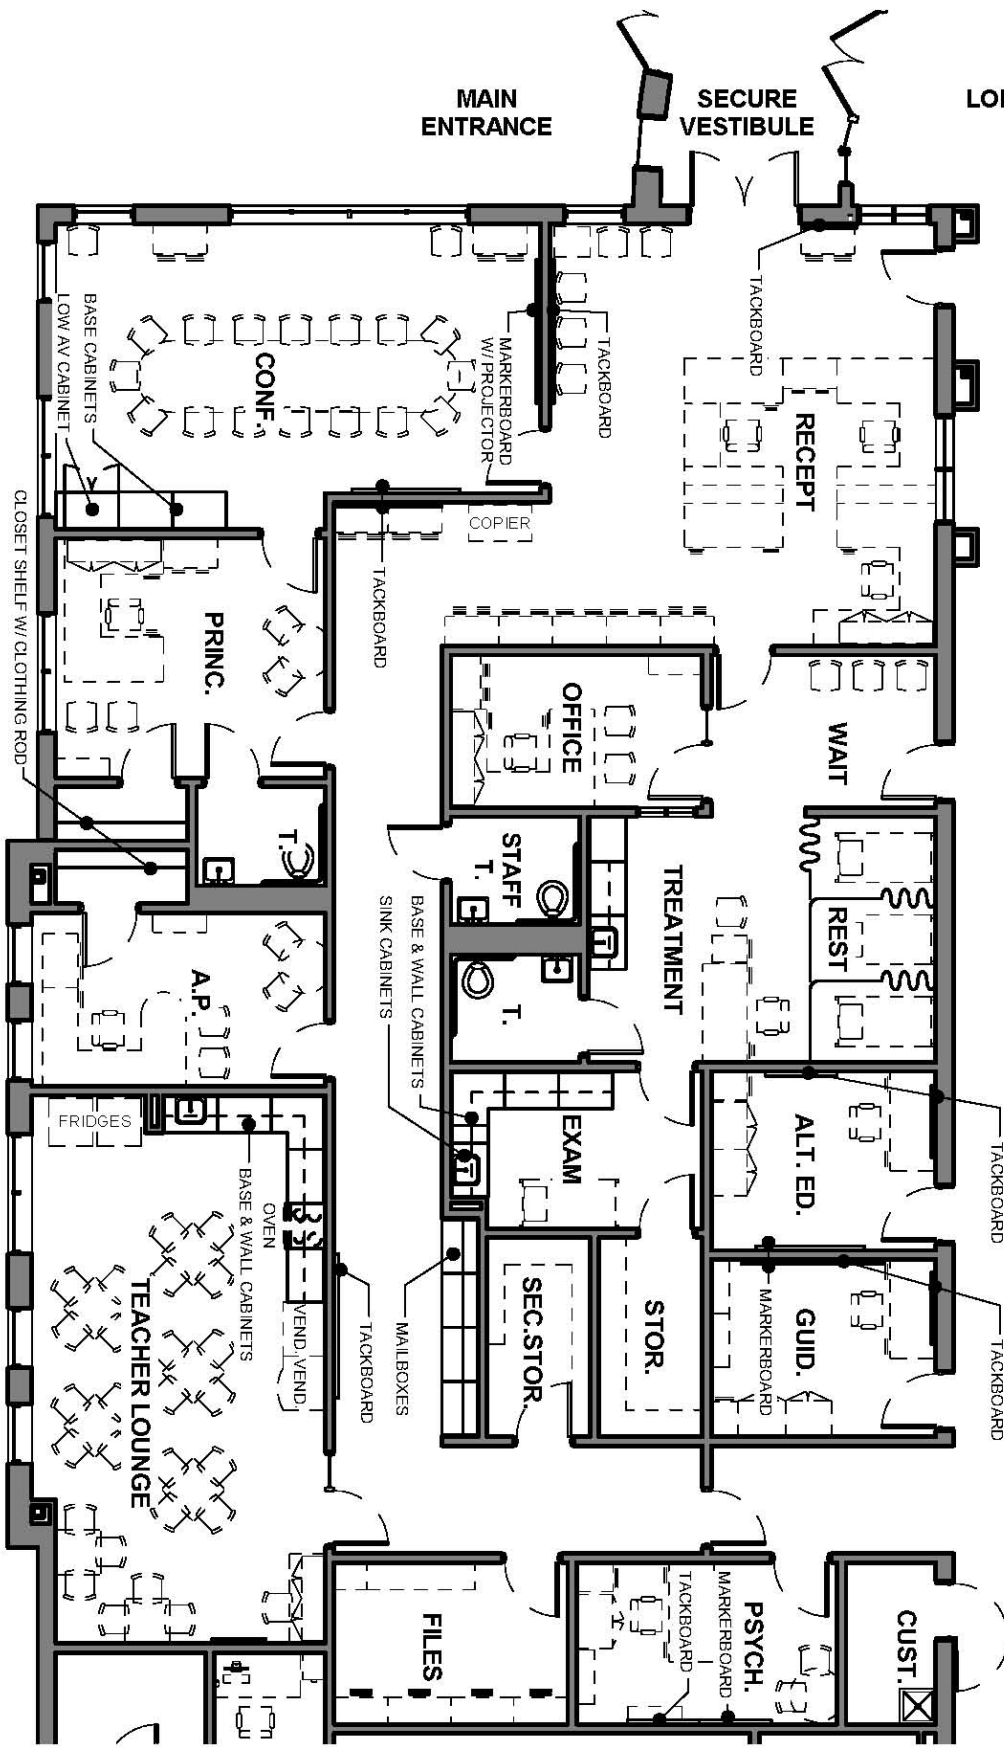 MAIN
ENTRANCE
SECURE
VESTIBULE
TACKBOARD
BASE CABINETS
LOW AV CABINET
CONF.
MARKERBOARD
W/ PROJECTOR
TACKBOARD
RECEPT
COPIER
TACKBOARD
CLOSET SHELF W/ CLOTHING ROD
PRINC.
OFFICE
WAIT
T.
STAFF
T.
TREATMENT
REST
BASE & WALL CABINETS
SINK CABINETS
A.P.
T.
FRIDGES
EXAM
ALT. ED.
TACKBOARD
OVEN
BASE & WALL CABINETS
TEACHER LOUNGE
VEND.
VEND.
TACKBOARD
MAILBOXES
SEC.STOR.
STOR.
GUID.
MARKERBOARD
TACKBOARD
FILES
PSYCH.
MARKERBOARD
TACKBOARD
CUST.